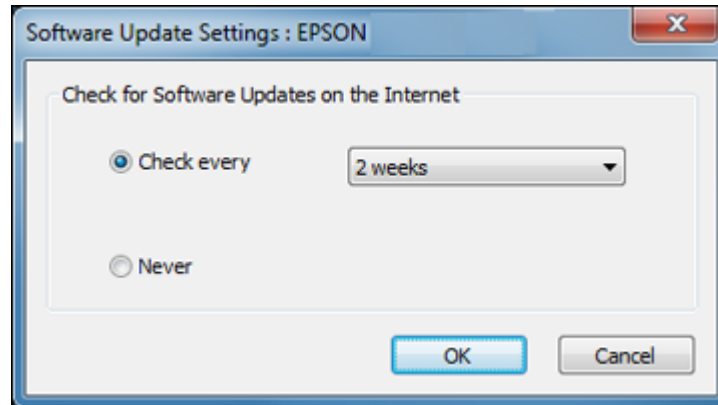 Software Update Settings : EPSON
Check for Software Updates on the Internet
Check every
2 weeks
Never
OK
Cancel